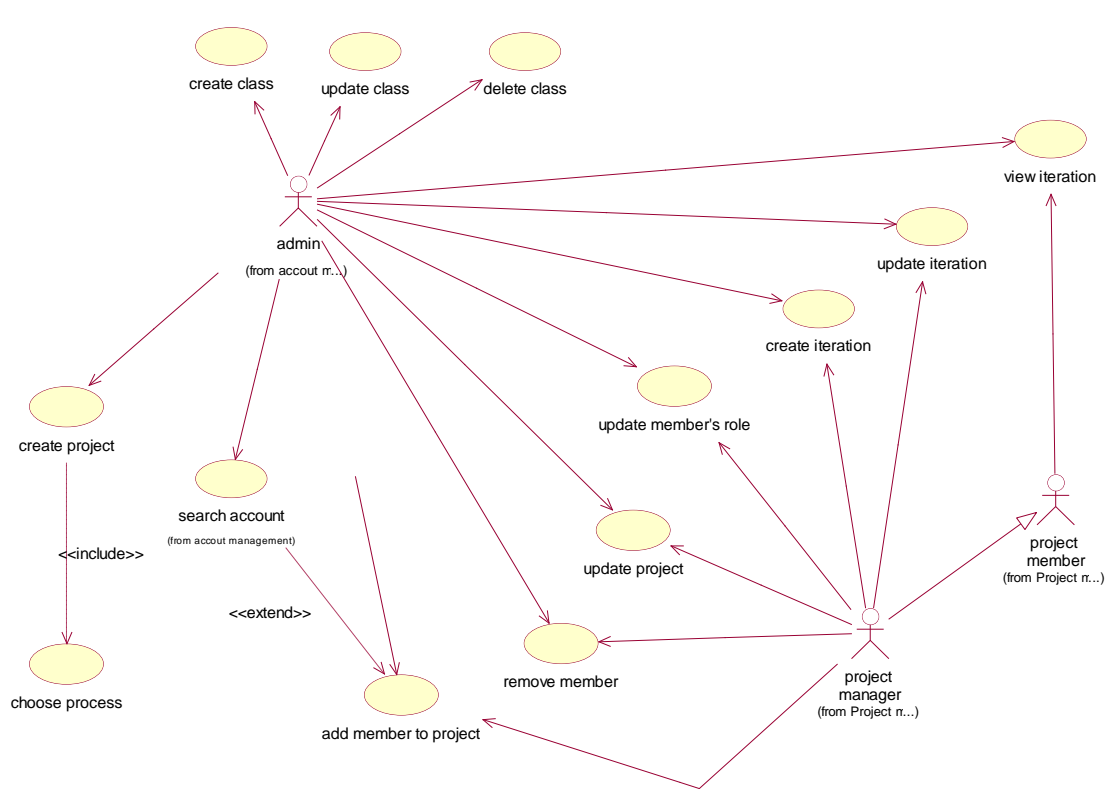 create class
update class
delete class
view iteration
admin
(from accout m...)
update iteration
create iteration
update member's role
create project
search account
(from accout management)
<<include>>
update project
project
member
(from Project m...)
<<extend>>
remove member
project
manager
(from Project m...)
choose process
add member to project